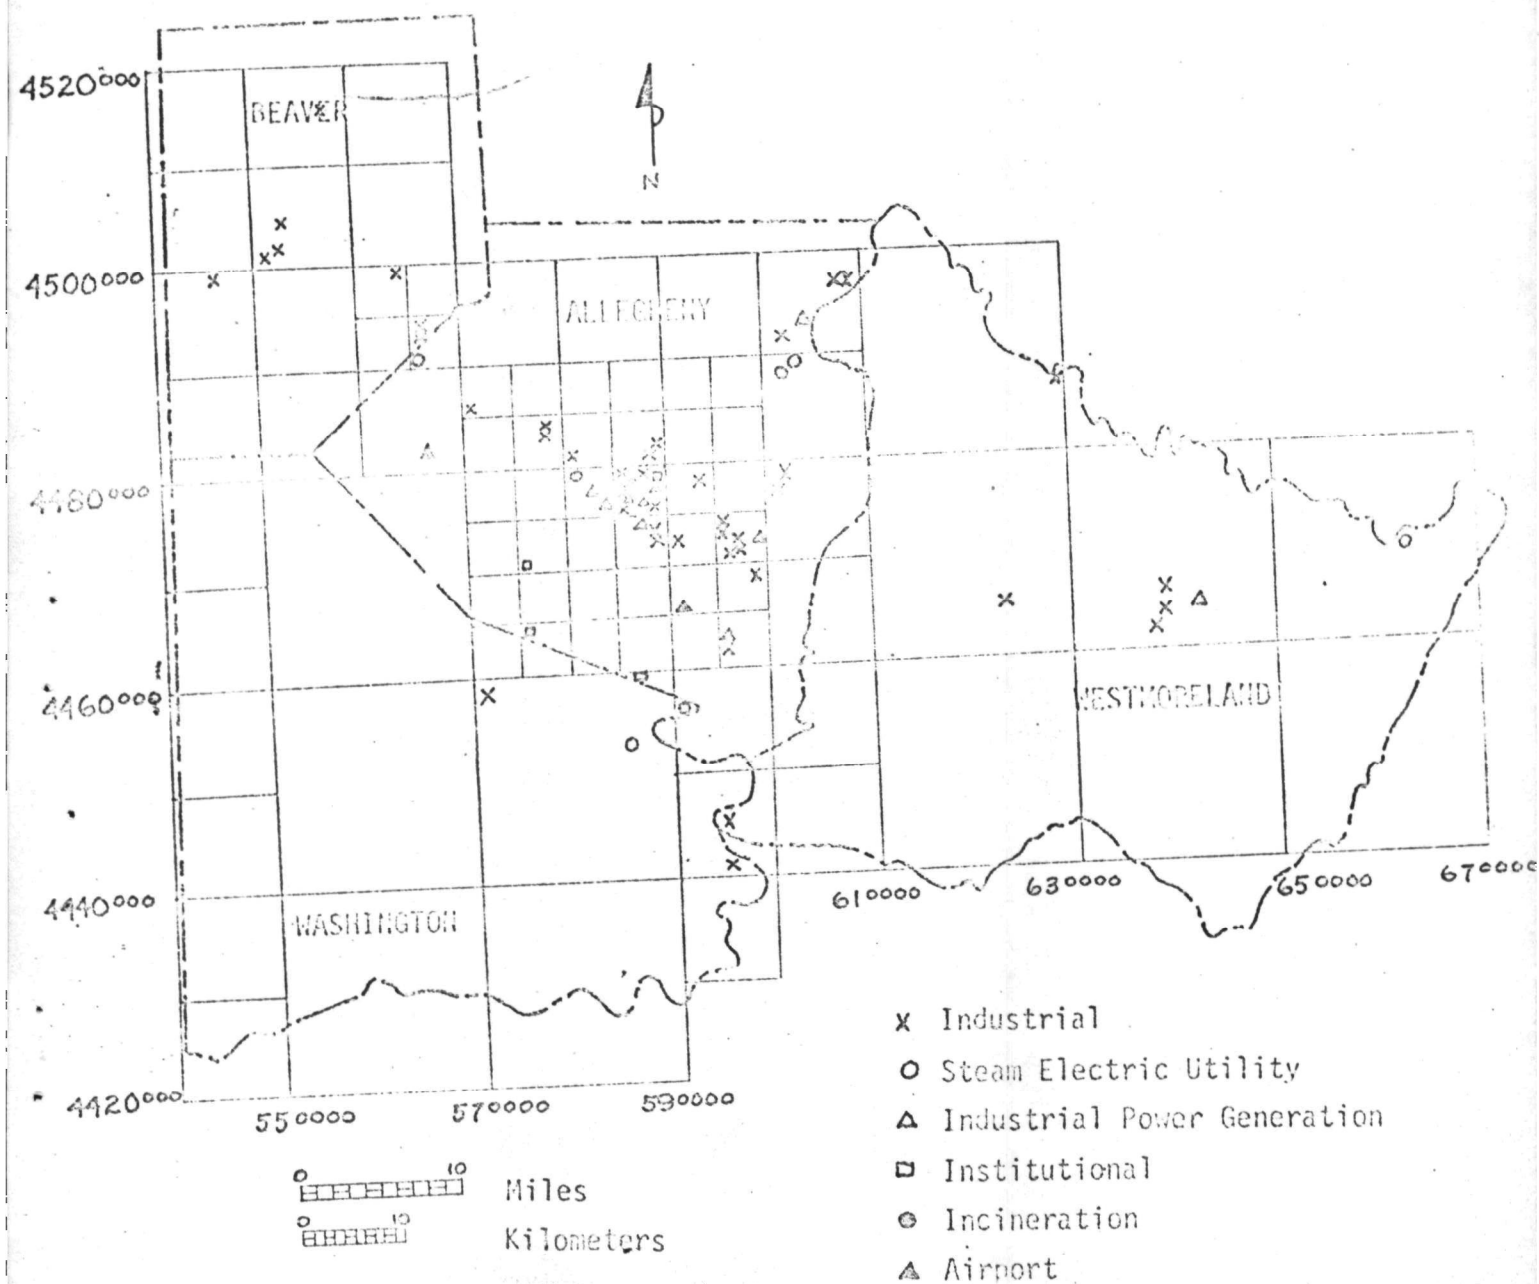 4520000
BEAVER
N
4500000
ALLEGHENY
4480000
4460000
WESTMORELAND
4440000
WASHINGTON
610000 630000 650000 670000
4420000
550000 570000 590000
X Industrial
O Steam Electric Utility
Δ Industrial Power Generation
□ Institutional
Incineration
▲ Airport
0 10 Miles
0 10 Kilometers